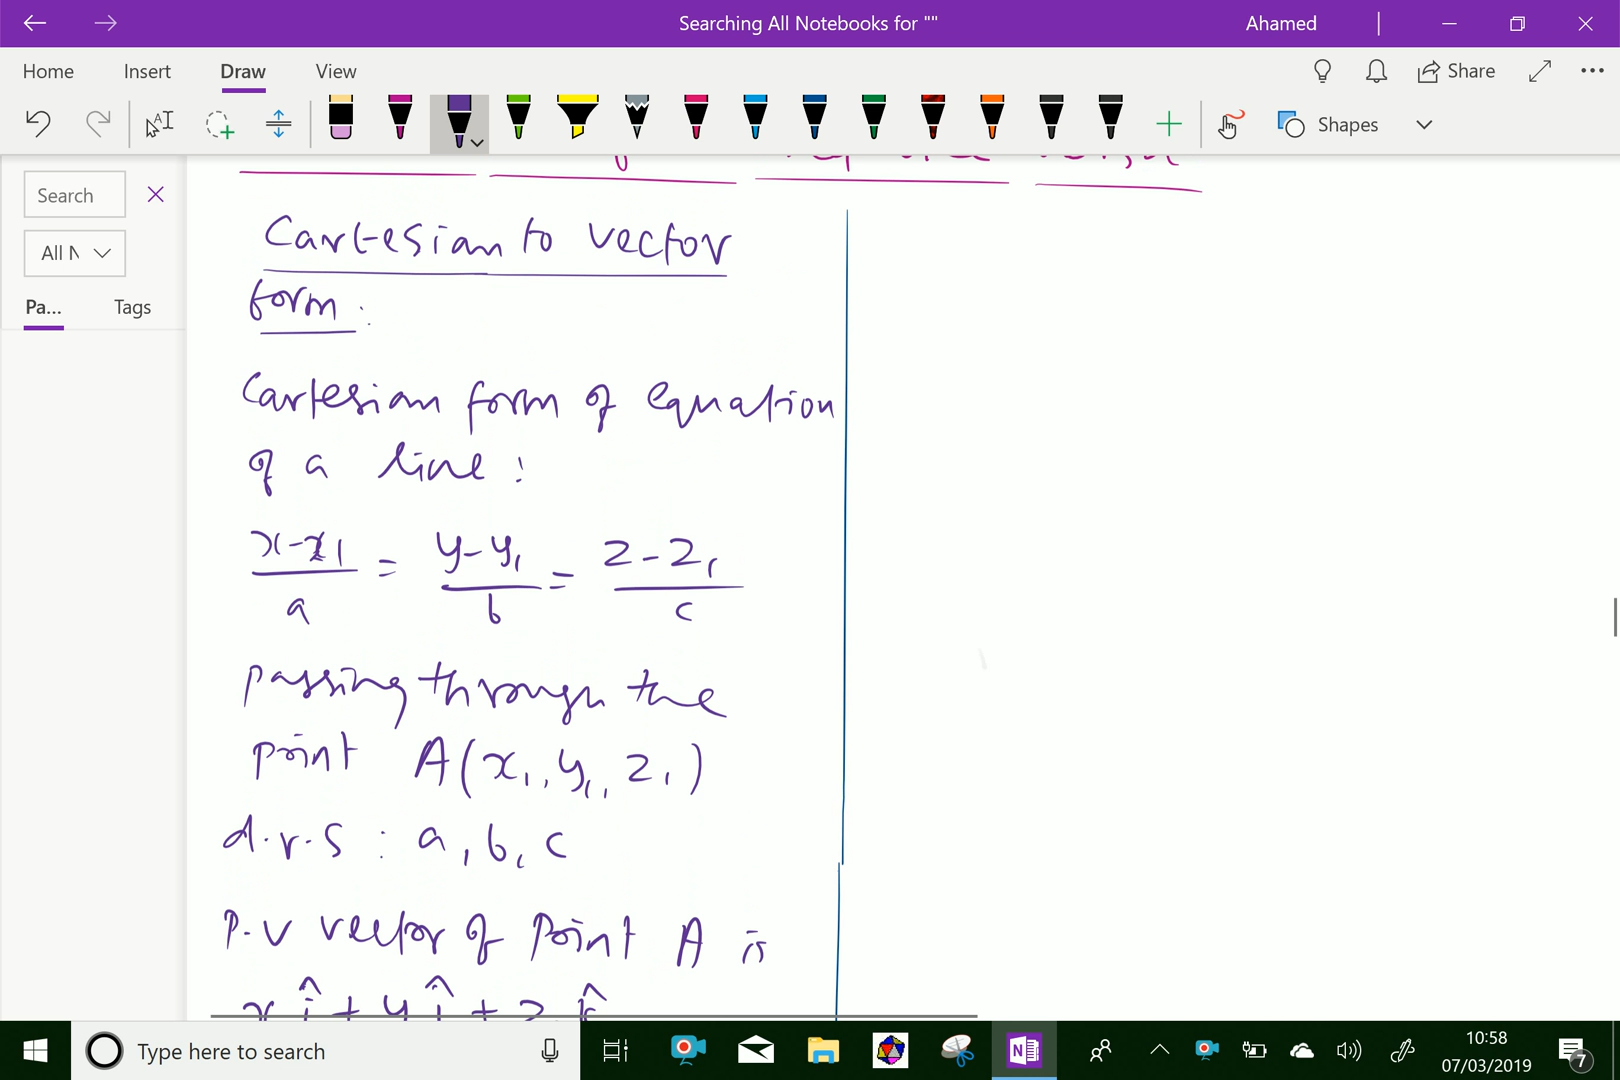 Searching All Notebooks for ""
Ahamed
Home Insert Draw View
Share
Shapes
Search
All N
Pa... Tags
Cartesian to vector
form:
Cartesian form of equation
of a line:
x-x₁/a = y-y₁/b = z-z₁/c
passing through the
point A(x₁, y₁, z₁)
d.r.s : a, b, c
P.V vector of point A is
Type here to search
10:58
07/03/2019
7